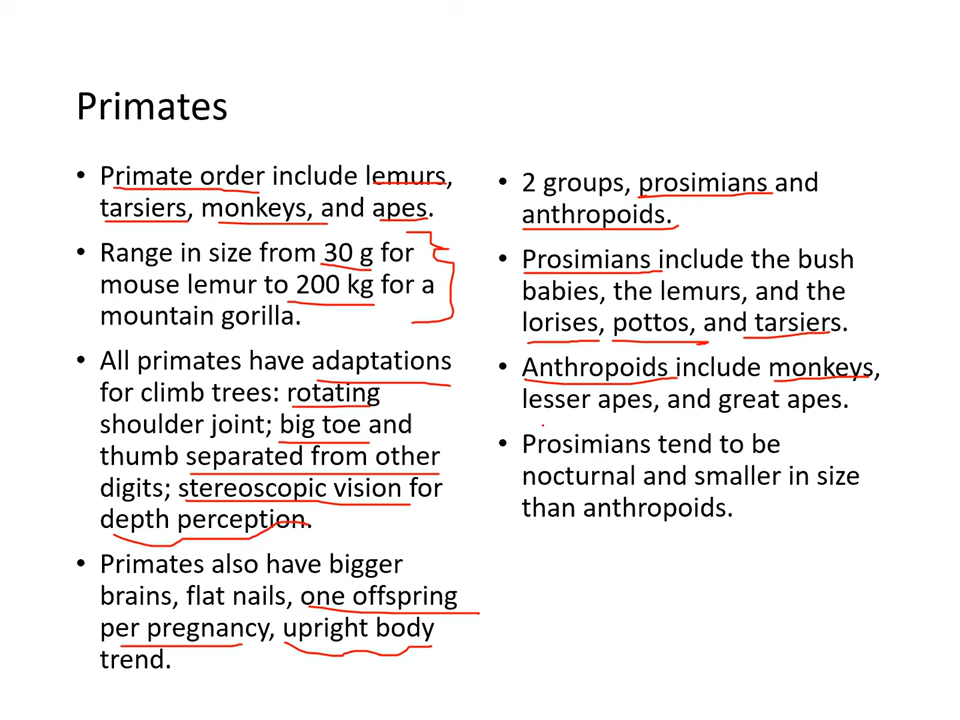 Primates
• Primate order include lemurs,
tarsiers, monkeys, and apes.
• Range in size from 30 g for
mouse lemur to 200 kg for a
mountain gorilla.
• All primates have adaptations
for climb trees: rotating
shoulder joint; big toe and
thumb separated from other
digits; stereoscopic vision for
depth perception.
• Primates also have bigger
brains, flat nails, one offspring
per pregnancy, upright body
trend.
• 2 groups, prosimians and
anthropoids.
• Prosimians include the bush
babies, the lemurs, and the
lorises, pottos, and tarsiers.
• Anthropoids include monkeys,
lesser apes, and great apes.
• Prosimians tend to be
nocturnal and smaller in size
than anthropoids.